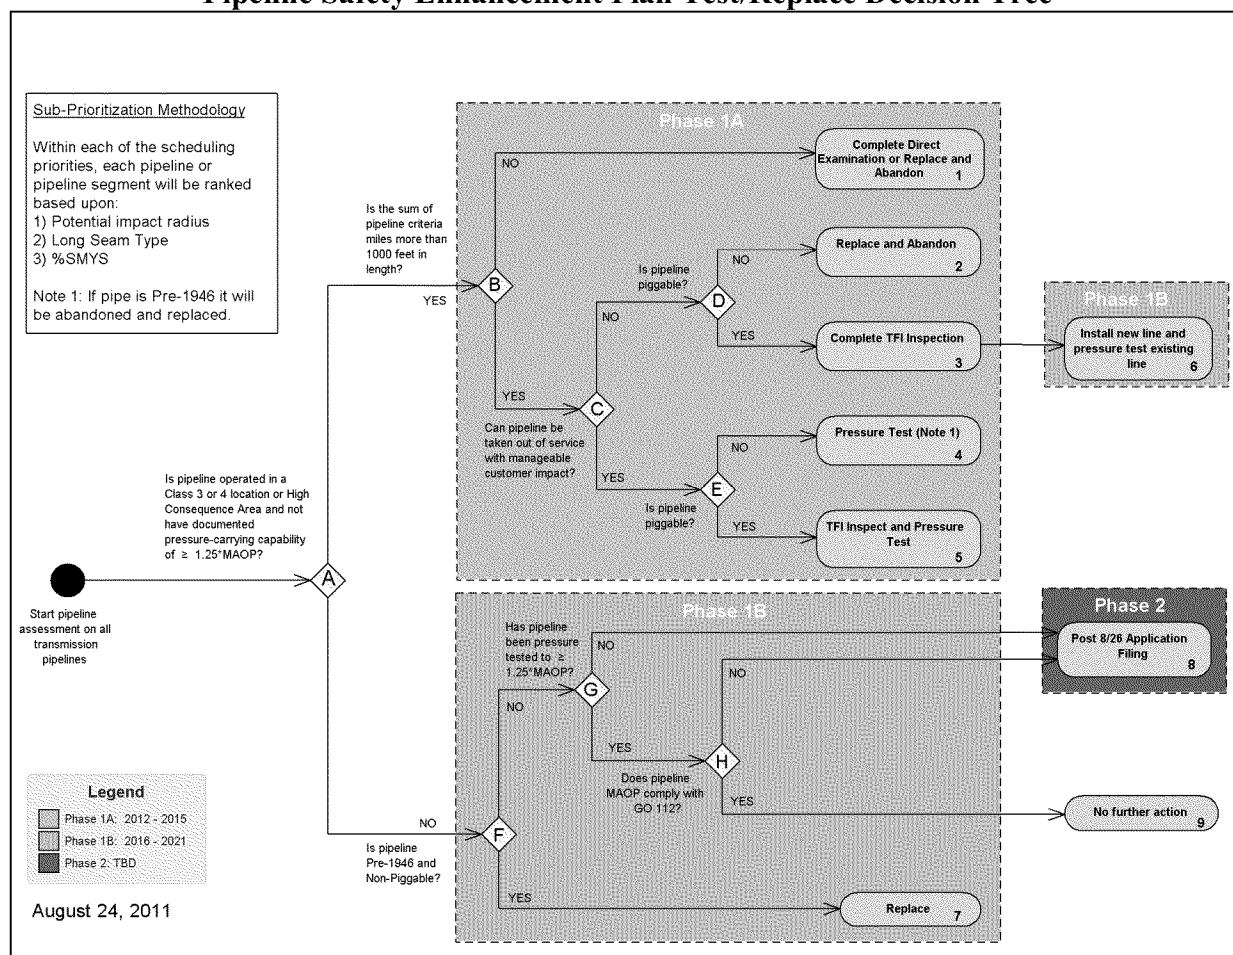 Pipeline Safety Enhancement Plan Test/Replace Decision Tree
Sub-Prioritization Methodology
Within each of the scheduling
priorities, each pipeline or
pipeline segment will be ranked
based upon:
1) Potential impact radius
2) Long Seam Type
3) %SMYS
Note 1: If pipe is Pre-1946 it will
be abandoned and replaced.
Start pipeline
assessment on all
transmission
pipelines
Is pipeline operated in a
Class 3 or 4 location or High
Consequence Area and not
have documented
pressure-carrying capability
of ≥ 1.25*MAOP?
A
Is the sum of
pipeline criteria
miles more than
1000 feet in
length?
YES
Phase 1A
B
NO
Complete Direct
Examination or Replace and
Abandon
1
YES
C
Can pipeline be
taken out of service
with manageable
customer impact?
NO
Is pipeline
piggable?
D
NO
Replace and Abandon
2
YES
Complete TFI Inspection
3
Phase 1B
Install new line and
pressure test existing
line
6
YES
Is pipeline
piggable?
E
NO
Pressure Test (Note 1)
4
YES
TFI Inspect and Pressure
Test
5
NO
Is pipeline
Pre-1946 and
Non-Piggable?
Phase 1B
F
NO
Has pipeline
been pressure
tested to ≥
1.25*MAOP?
G
NO
Phase 2
Post 8/26 Application
Filing
8
YES
Does pipeline
MAOP comply with
GO 112?
H
NO
YES
No further action
9
YES
Replace
7
Legend
Phase 1A: 2012 - 2015
Phase 1B: 2016 - 2021
Phase 2: TBD
August 24, 2011